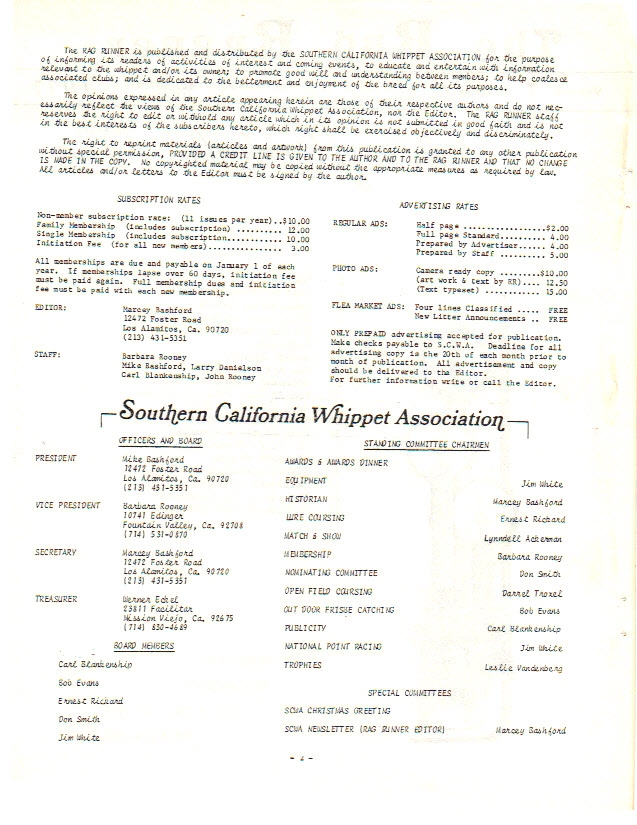 The RAG RUNNER is published and distributed by the SOUTHERN CALIFORNIA WHIPPET ASSOCIATION for the purpose
of informing its readers of activities of interest and coming events, to educate and entertain with information
relevant to the whippet and/or its owner; to promote good will and understanding between members; to help coalesce
associated clubs; and is dedicated to the betterment and enjoyment of the breed for all its purposes.
The opinions expressed in any article appearing herein are those of their respective authors and do not nec-
essarily reflect the views of the Southern California Whippet Association, nor the Editor. The RAG RUNNER staff
reserves the right to edit or withhold any article which in its opinion is not submitted in good faith and is not
in the best interests of the subscribers hereto, which right shall be exercised objectively and discriminately.
The right to reprint materials (articles and artwork) from this publication is granted to any other publication
without special permission, PROVIDED A CREDIT LINE IS GIVEN TO THE AUTHOR AND TO THE RAG RUNNER AND THAT NO CHANGE
IS MADE IN THE COPY. No copyrighted material may be copied without the appropriate measures as required by law.
All articles and/or letters to the Editor must be signed by the author.
SUBSCRIPTION RATES
Non-member subscription rate: (11 issues per year)..$10.00
Family Membership (includes subscription) .......... 12.00
Single Membership (includes subscription)........... 10.00
Initiation Fee (for all new members)................ 3.00
All memberships are due and payable on January 1 of each
year. If memberships lapse over 60 days, initiation fee
must be paid again. Full membership dues and initiation
fee must be paid with each new membership.
EDITOR: Marcey Bashford
12472 Foster Road
Los Alamitos, Ca. 90720
(213) 431-5351
STAFF: Barbara Rooney
Mike Bashford, Larry Danielson
Carl Blankenship, John Rooney
ADVERTISING RATES
REGULAR ADS: Half page ..................$2.00
Full page Standard.......... 4.00
Prepared by Advertiser...... 4.00
Prepared by Staff .......... 5.00
PHOTO ADS: Camera ready copy .........$10.00
(art work & text by RR).... 12.50
(Text typeset) ............ 15.00
FLEA MARKET ADS: Four lines Classified ..... FREE
New Litter Announcements .. FREE
ONLY PREPAID advertising accepted for publication.
Make checks payable to S.C.W.A. Deadline for all
advertising copy is the 20th of each month prior to
month of publication. All advertisement and copy
should be delivered to the Editor.
For further information write or call the Editor.
Southern California Whippet Association
OFFICERS AND BOARD
PRESIDENT Mike Bashford
12472 Foster Road
Los Alamitos, Ca. 90720
(213) 431-5351
VICE PRESIDENT Barbara Rooney
10741 Edinger
Fountain Valley, Ca. 92708
(714) 531-0870
SECRETARY Marcey Bashford
12472 Foster Road
Los Alamitos, Ca. 90720
(213) 431-5351
TREASURER Werner Eckel
23811 Facilitar
Mission Viejo, Ca. 92675
(714) 830-4689
BOARD MEMBERS
Carl Blankenship
Bob Evans
Ernest Rickard
Don Smith
Jim White
STANDING COMMITTEE CHAIRMEN
AWARDS & AWARDS DINNER
EQUIPMENT Jim White
HISTORIAN Marcey Bashford
LURE COURSING Ernest Rickard
MATCH & SHOW Lynndell Ackerman
MEMBERSHIP Barbara Rooney
NOMINATING COMMITTEE Don Smith
OPEN FIELD COURSING Darrel Troxel
OUT DOOR FRISBE CATCHING Bob Evans
PUBLICITY Carl Blankenship
NATIONAL POINT RACING Jim White
TROPHIES Leslie Vandenberg
SPECIAL COMMITTEES
SCWA CHRISTMAS GREETING
SCWA NEWSLETTER (RAG RUNNER EDITOR) Marcey Bashford